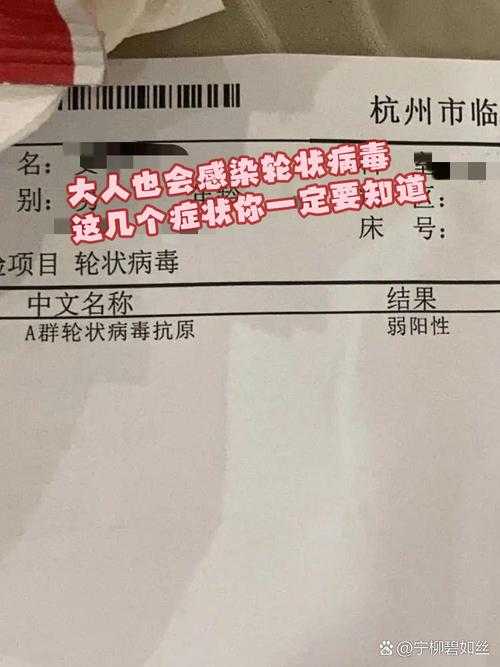 杭州市临
名:
大人也会感染轮状病毒
别:
这几个症状你一定要知道
区:
床 号:
验项目 轮状病毒
中文名称 结果
A群轮状病毒抗原 弱阳性
@宁柳碧如丝